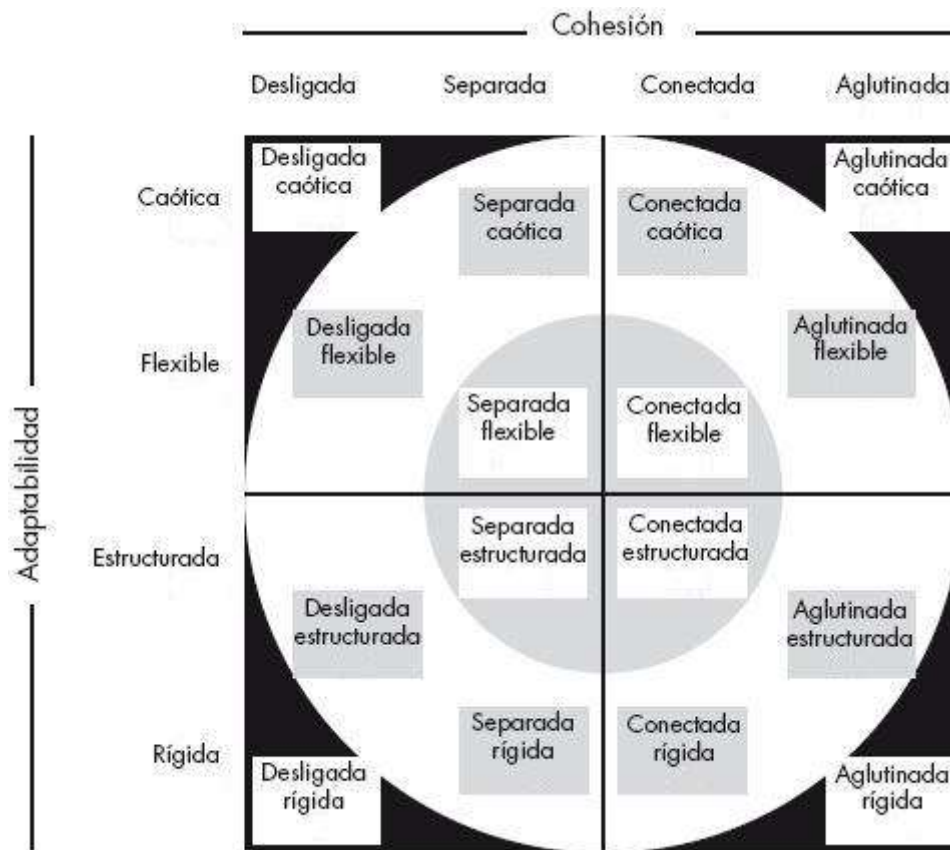 Cohesión
Desligada Separada Conectada Aglutinada
Adaptabilidad
Caótica
Desligada
caótica
Separada
caótica
Conectada
caótica
Aglutinada
caótica
Flexible
Desligada
flexible
Separada
flexible
Conectada
flexible
Aglutinada
flexible
Estructurada
Desligada
estructurada
Separada
estructurada
Conectada
estructurada
Aglutinada
estructurada
Rígida
Desligada
rígida
Separada
rígida
Conectada
rígida
Aglutinada
rígida